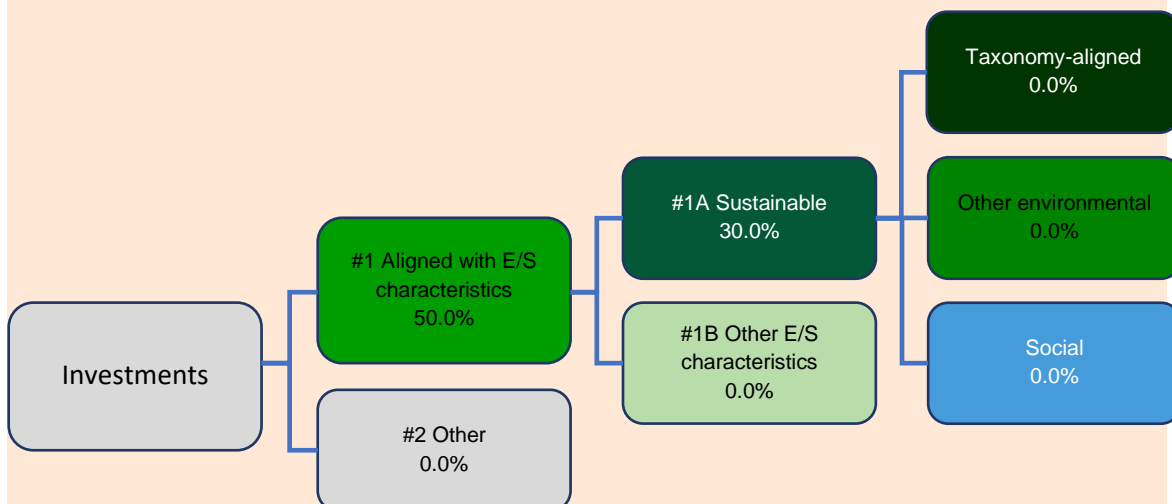 Investments
#1 Aligned with E/S
characteristics
50.0%
#2 Other
0.0%
#1A Sustainable
30.0%
#1B Other E/S
characteristics
0.0%
Taxonomy-aligned
0.0%
Other environmental
0.0%
Social
0.0%